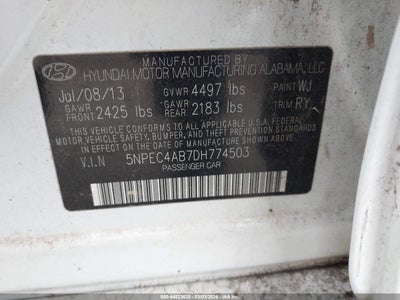 MANUFACTURED BY
HYUNDAI MOTOR MANUFACTURING ALABAMA, LLC
Jul/08/13 GVWR 4497 lbs PAINT WJ
GAWR FRONT 2425 lbs GAWR REAR 2183 lbs TRIM RY
THIS VEHICLE CONFORMS TO ALL APPLICABLE U.S.A. FEDERAL
MOTOR VEHICLE SAFETY, BUMPER, AND THEFT PREVENTION
STANDARDS IN EFFECT ON THE DATE OF MANUFACTURE SHOWN ABOVE.
V.I.N 5NPEC4AB7DH774503
PASSENGER CAR